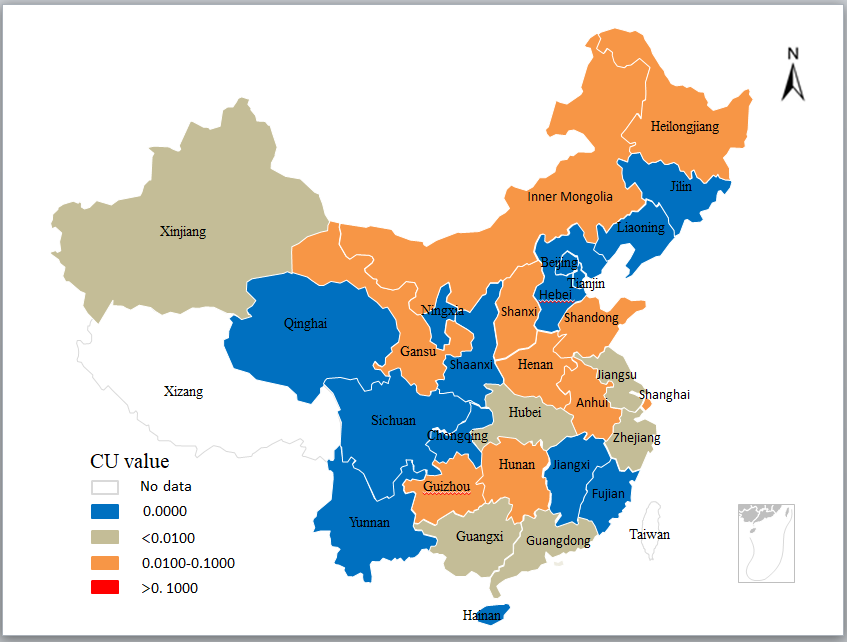 N
Heilongjiang
Jilin
Inner Mongolia
Liaoning
Xinjiang
Beijing
Tianjin
Hebei
Ningxia
Shanxi
Shandong
Qinghai
Gansu
Shaanxi
Henan
Jiangsu
Xizang
Shanghai
Anhui
Hubei
Sichuan
Chongqing
Zhejiang
CU value
Hunan
Jiangxi
No data
Guizhou
Fujian
0.0000
Yunnan
Guangxi
Guangdong
Taiwan
<0.0100
0.0100-0.1000
>0. 1000
Hainan